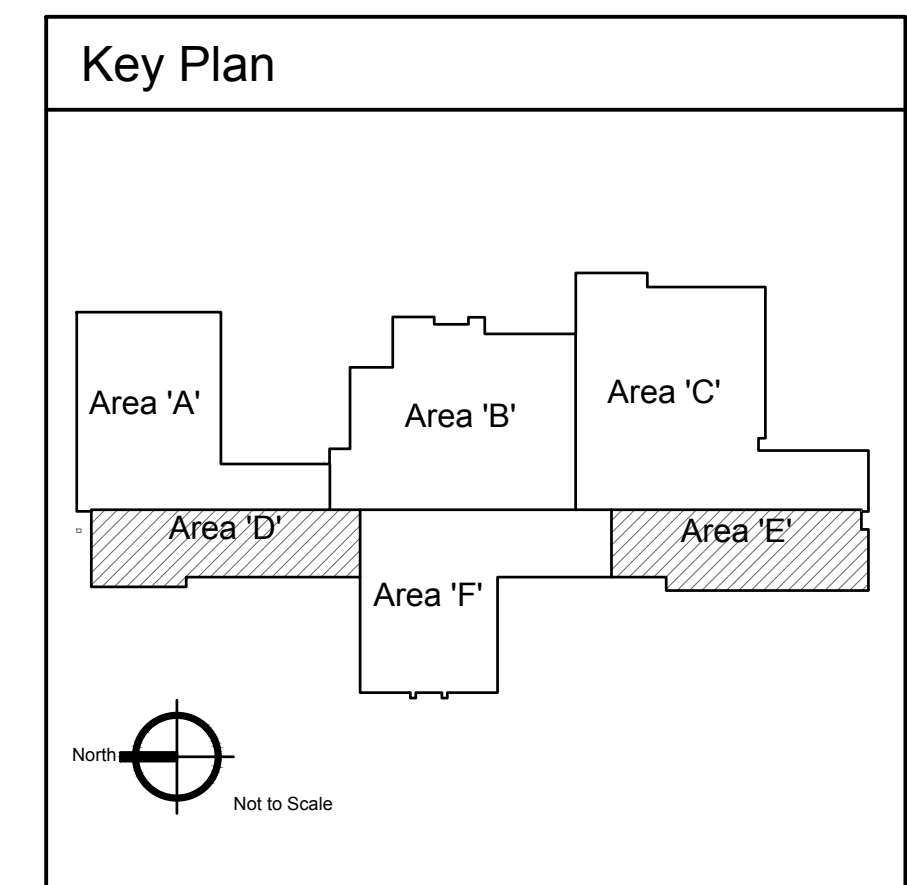 Key Plan
Area 'A'
Area 'B'
Area 'C'
Area 'D'
Area 'E'
Area 'F'
North
Not to Scale